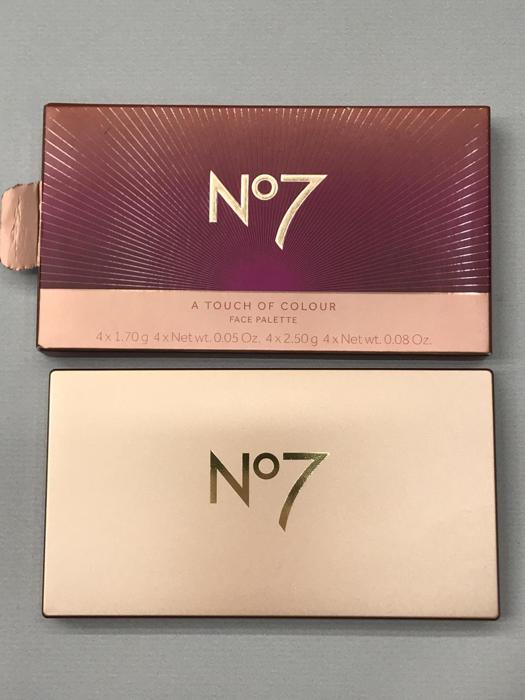 No7
A TOUCH OF COLOUR
FACE PALETTE
4 x 1.70 g 4 x Net wt. 0.05 Oz. 4 x 2.50 g 4 x Net wt. 0.08 Oz.
No7